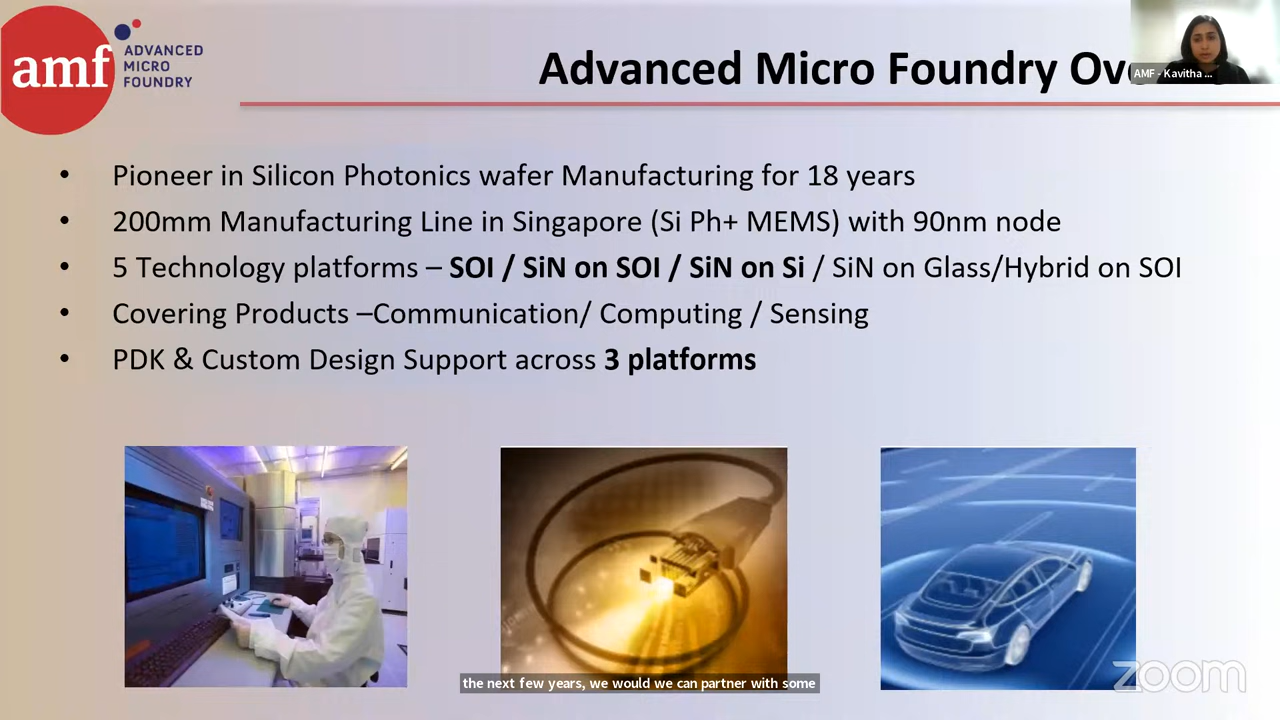 amf
ADVANCED
MICRO
FOUNDRY
Advanced Micro Foundry
AMF - Kavitha ...
• Pioneer in Silicon Photonics wafer Manufacturing for 18 years
• 200mm Manufacturing Line in Singapore (Si Ph+ MEMS) with 90nm node
• 5 Technology platforms – SOI / SiN on SOI / SiN on Si / SiN on Glass/Hybrid on SOI
• Covering Products –Communication/ Computing / Sensing
• PDK & Custom Design Support across 3 platforms
the next few years, we would we can partner with some
zoom